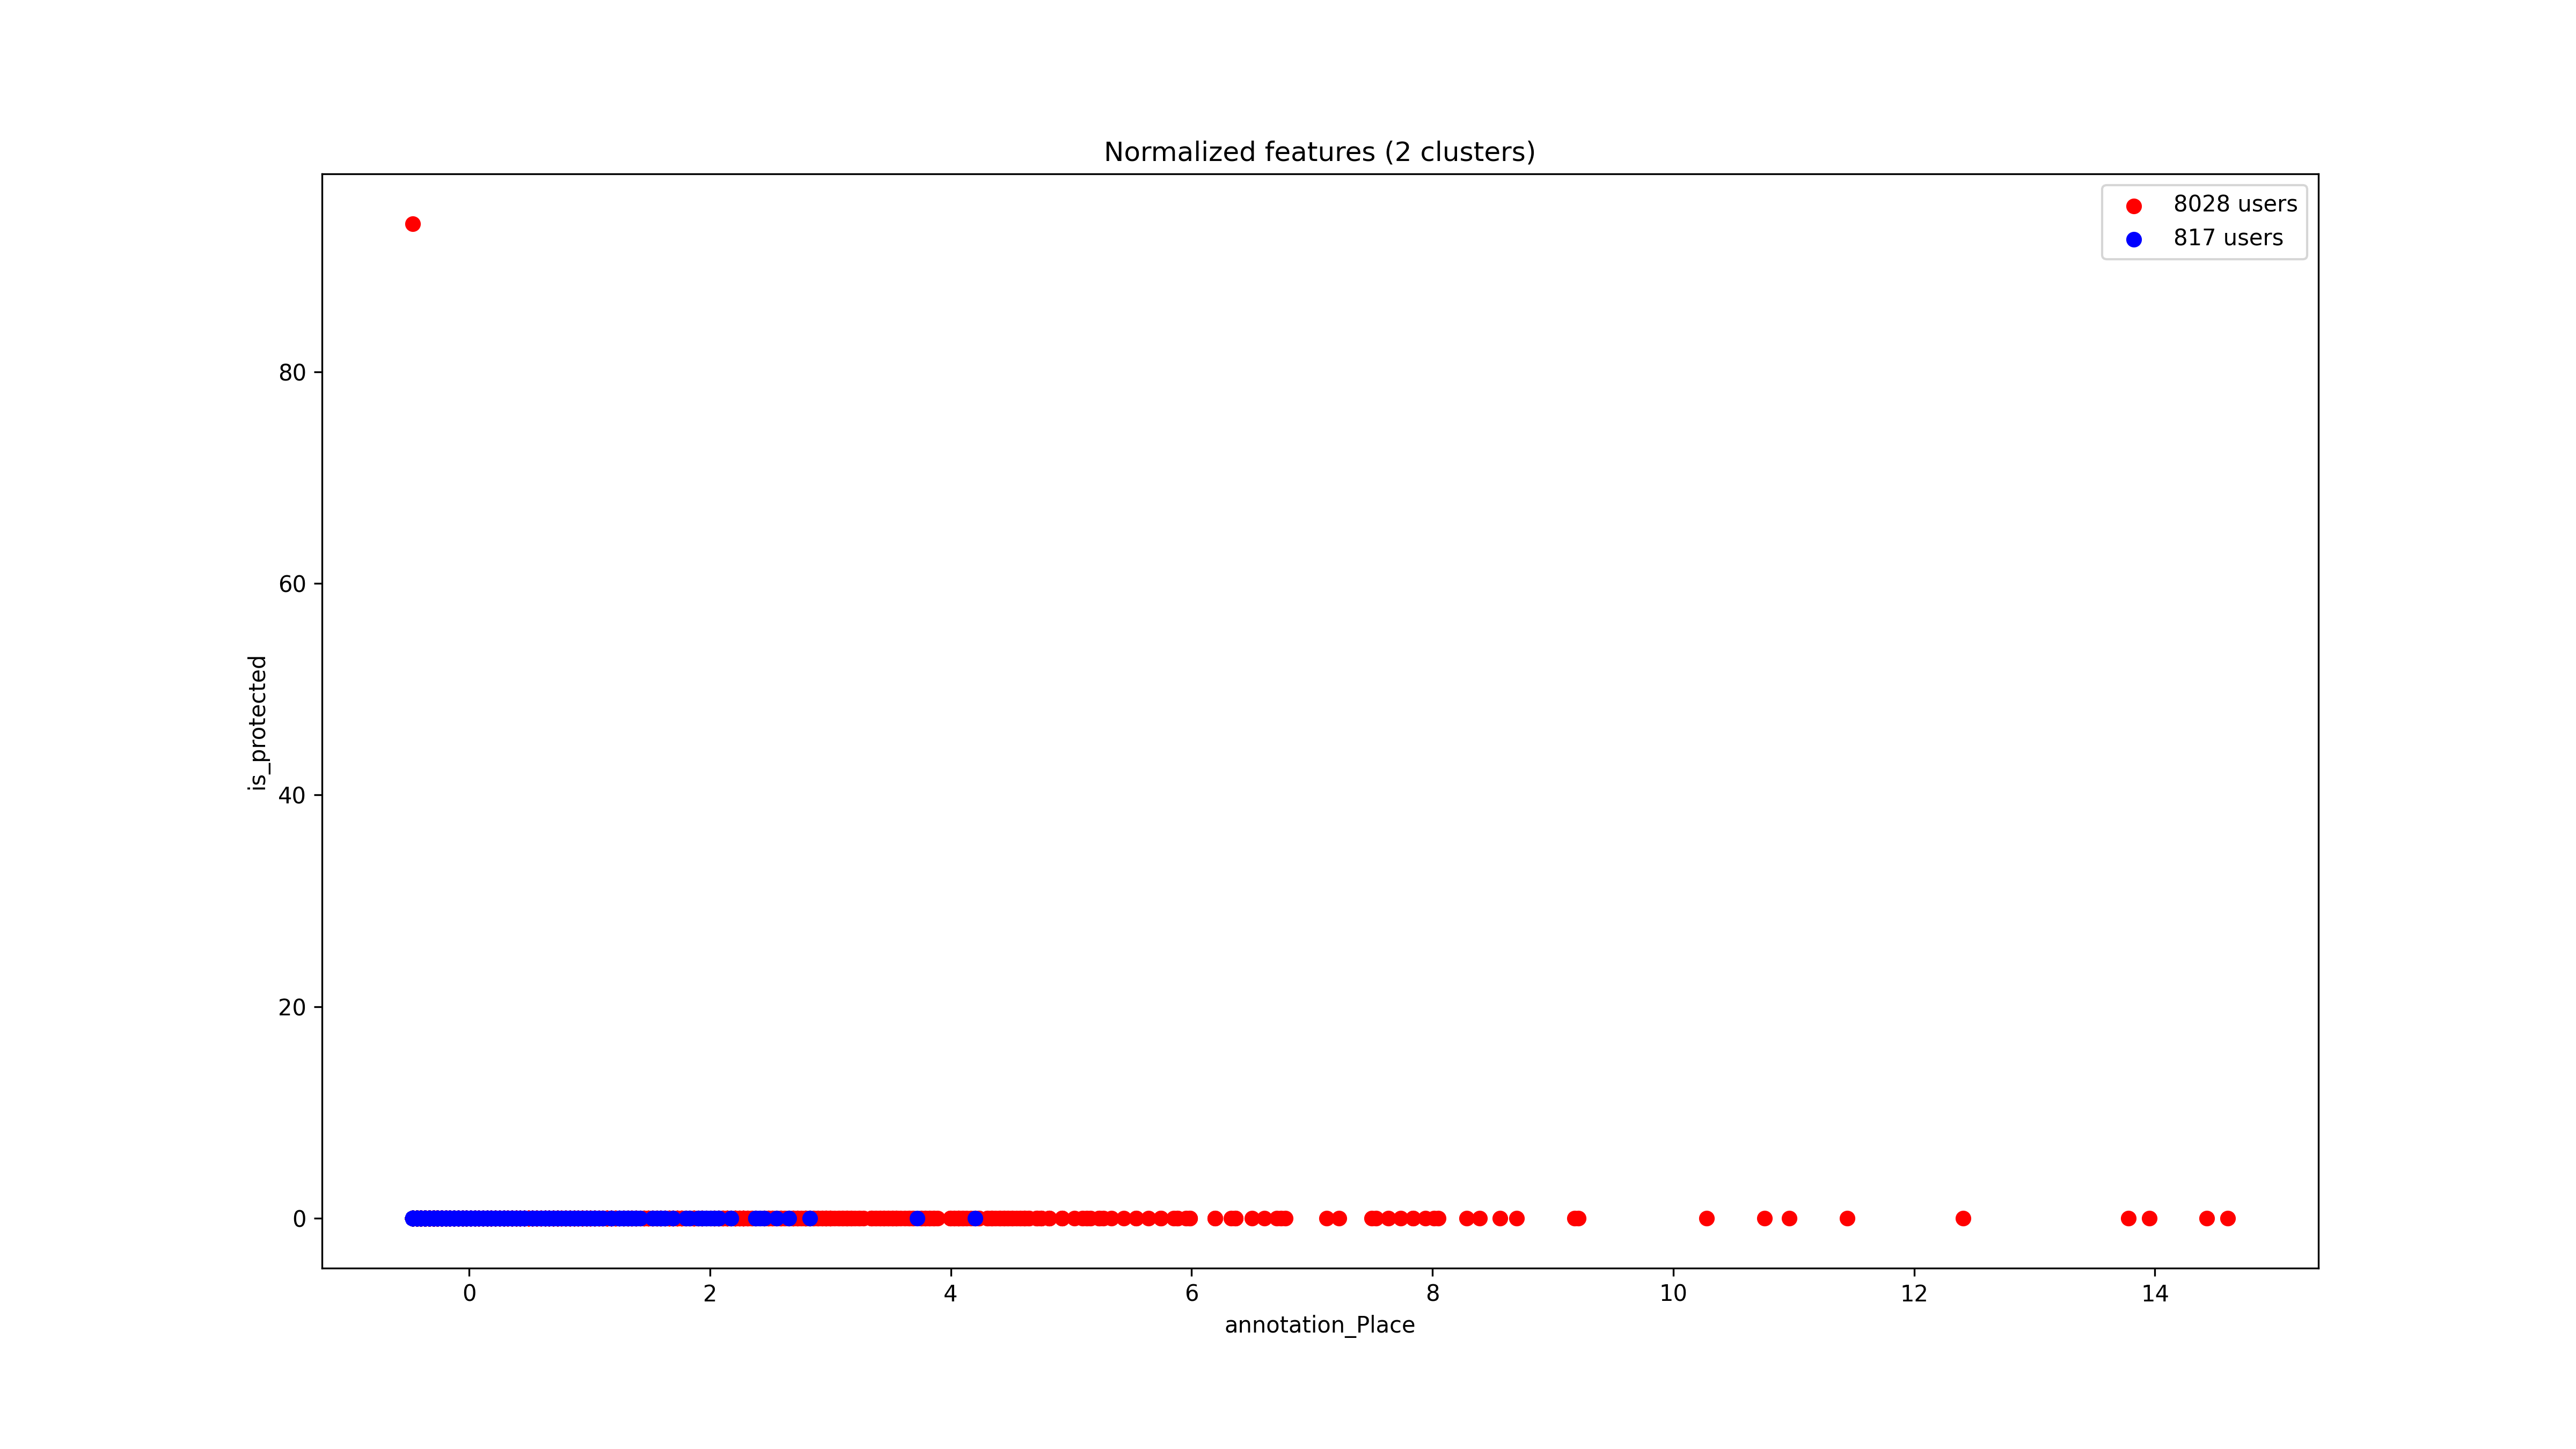 Normalized features (2 clusters)
8028 users
817 users
80
60
40
20
0
is_protected
0 2 4 6 8 10 12 14
annotation_Place